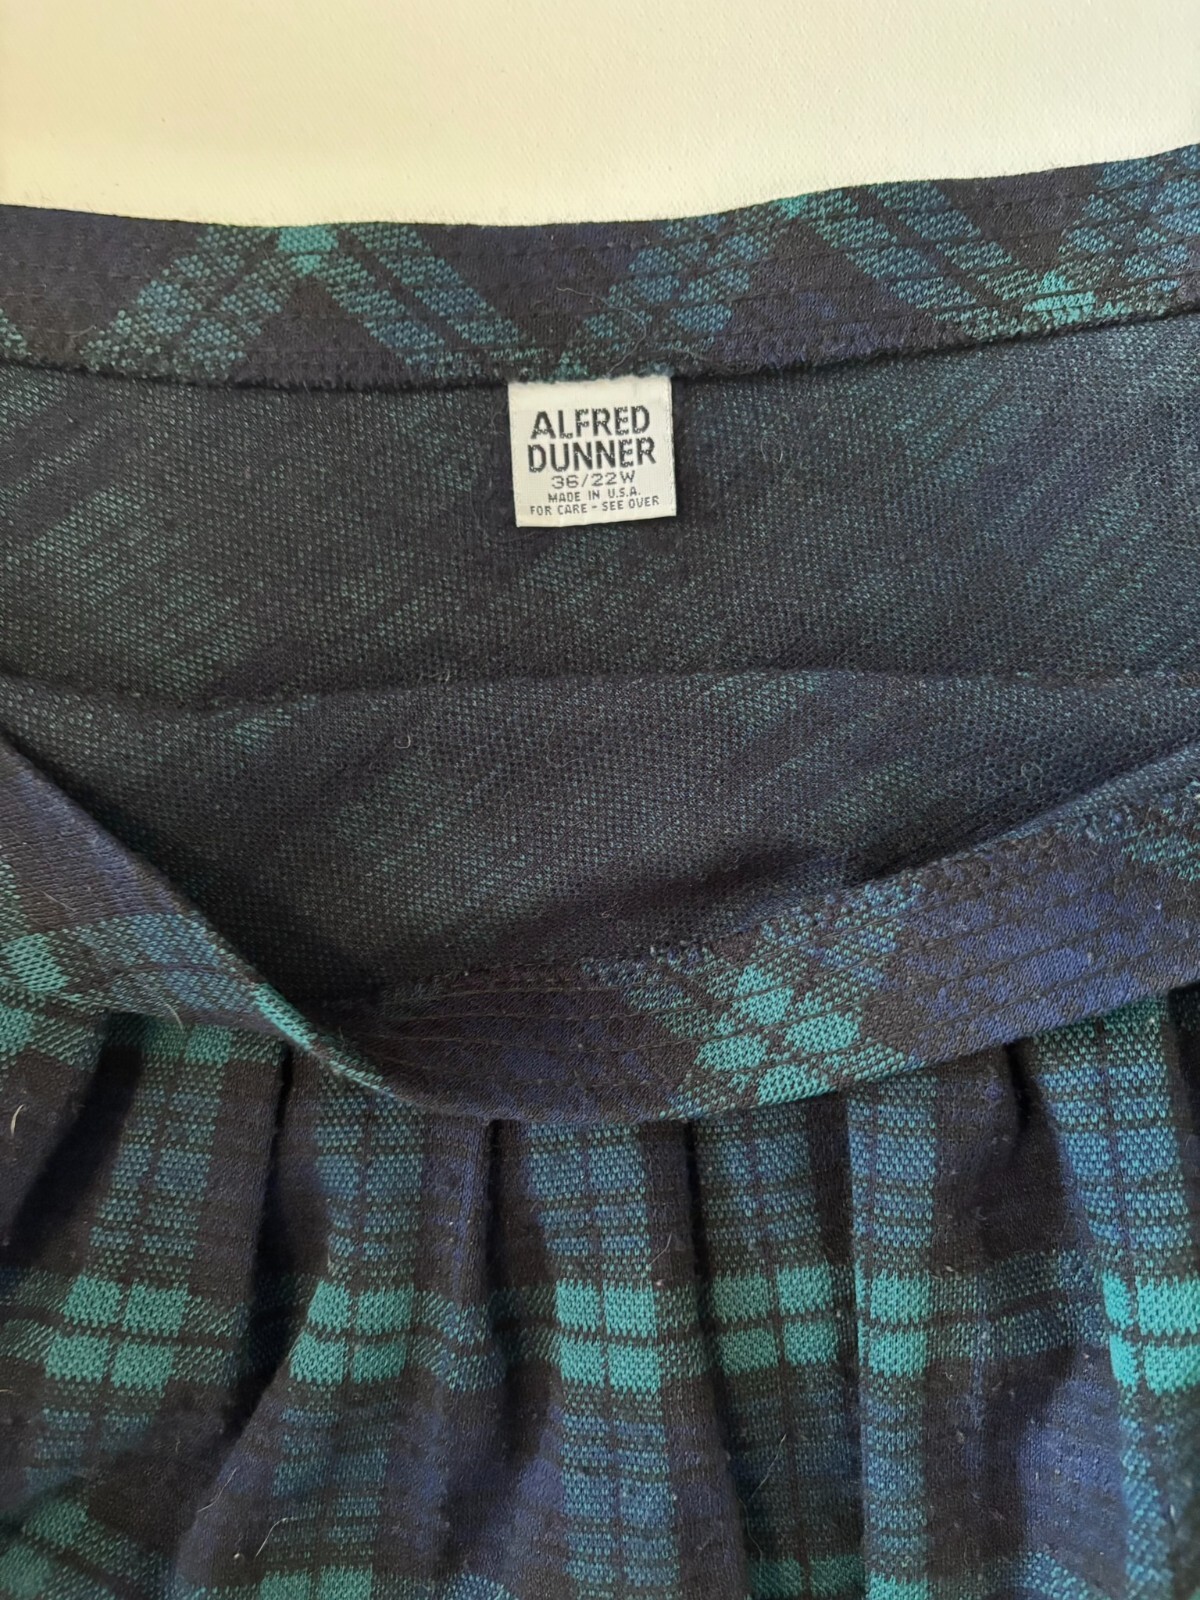 ALFRED
DUNNER
36/22W
MADE IN U.S.A.
FOR CARE - SEE OVER